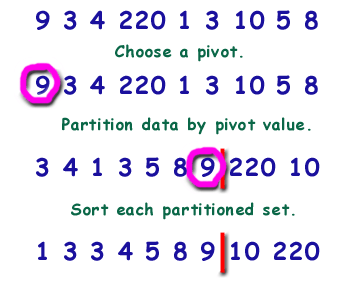 9 3 4 220 1 3 10 5 8
Choose a pivot.
9 3 4 220 1 3 10 5 8
Partition data by pivot value.
3 4 1 3 5 8 9 220 10
Sort each partitioned set.
1 3 3 4 5 8 9 10 220